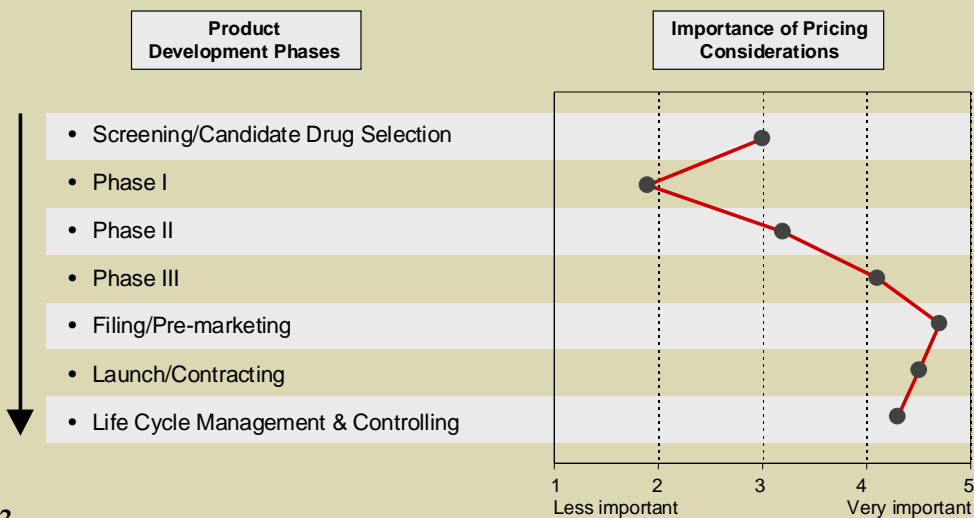 Product
Development Phases
Importance of Pricing
Considerations
• Screening/Candidate Drug Selection
• Phase I
• Phase II
• Phase III
• Filing/Pre-marketing
• Launch/Contracting
• Life Cycle Management & Controlling
1 2 3 4 5
Less important Very important